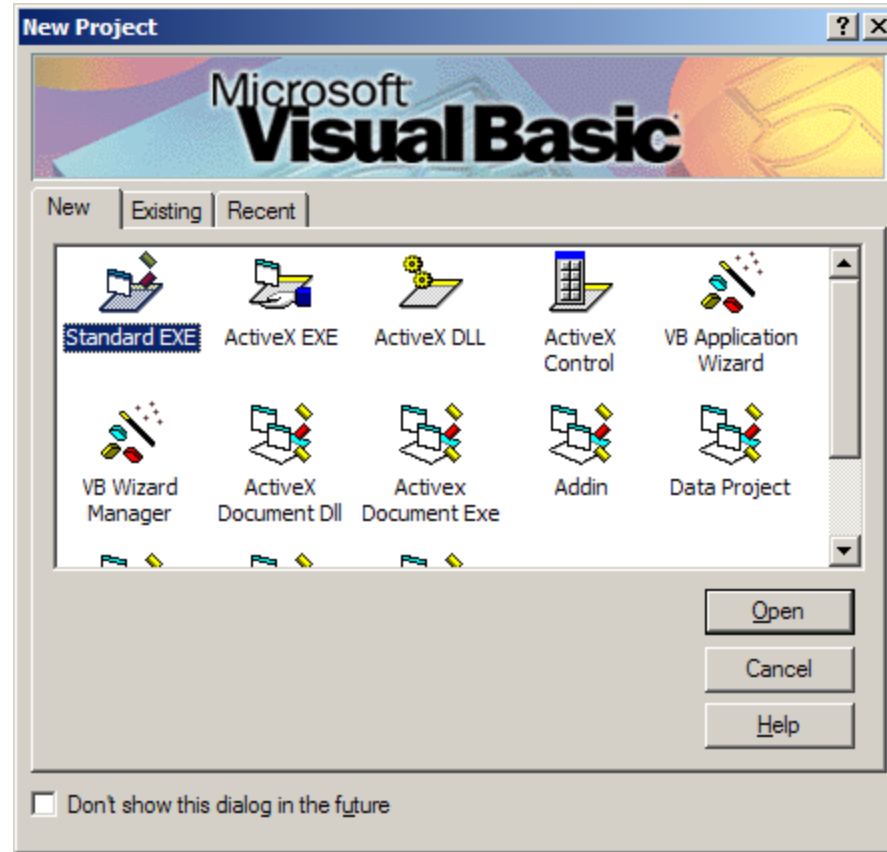 New Project
Microsoft
Visual Basic
New Existing Recent
Standard EXE ActiveX EXE ActiveX DLL ActiveX Control VB Application Wizard
VB Wizard Manager ActiveX Document Dll Activex Document Exe Addin Data Project
Open
Cancel
Help
Don't show this dialog in the future